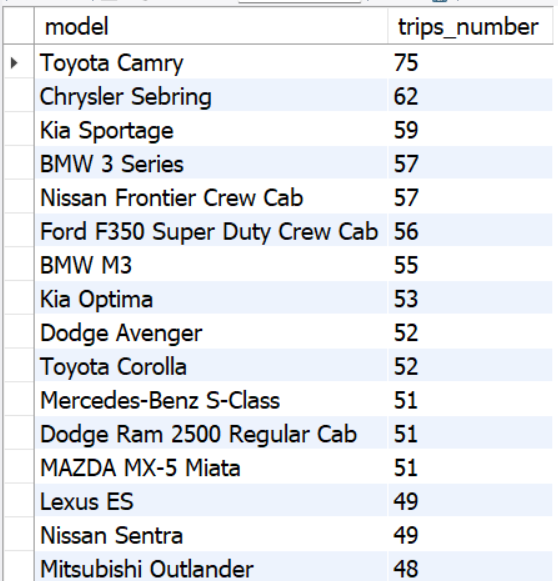 model trips_number
Toyota Camry 75
Chrysler Sebring 62
Kia Sportage 59
BMW 3 Series 57
Nissan Frontier Crew Cab 57
Ford F350 Super Duty Crew Cab 56
BMW M3 55
Kia Optima 53
Dodge Avenger 52
Toyota Corolla 52
Mercedes-Benz S-Class 51
Dodge Ram 2500 Regular Cab 51
MAZDA MX-5 Miata 51
Lexus ES 49
Nissan Sentra 49
Mitsubishi Outlander 48